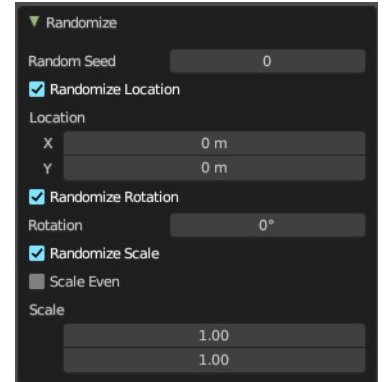 Randomize
Random Seed 0
Randomize Location
Location
X 0 m
Y 0 m
Randomize Rotation
Rotation 0°
Randomize Scale
Scale Even
Scale
1.00
1.00